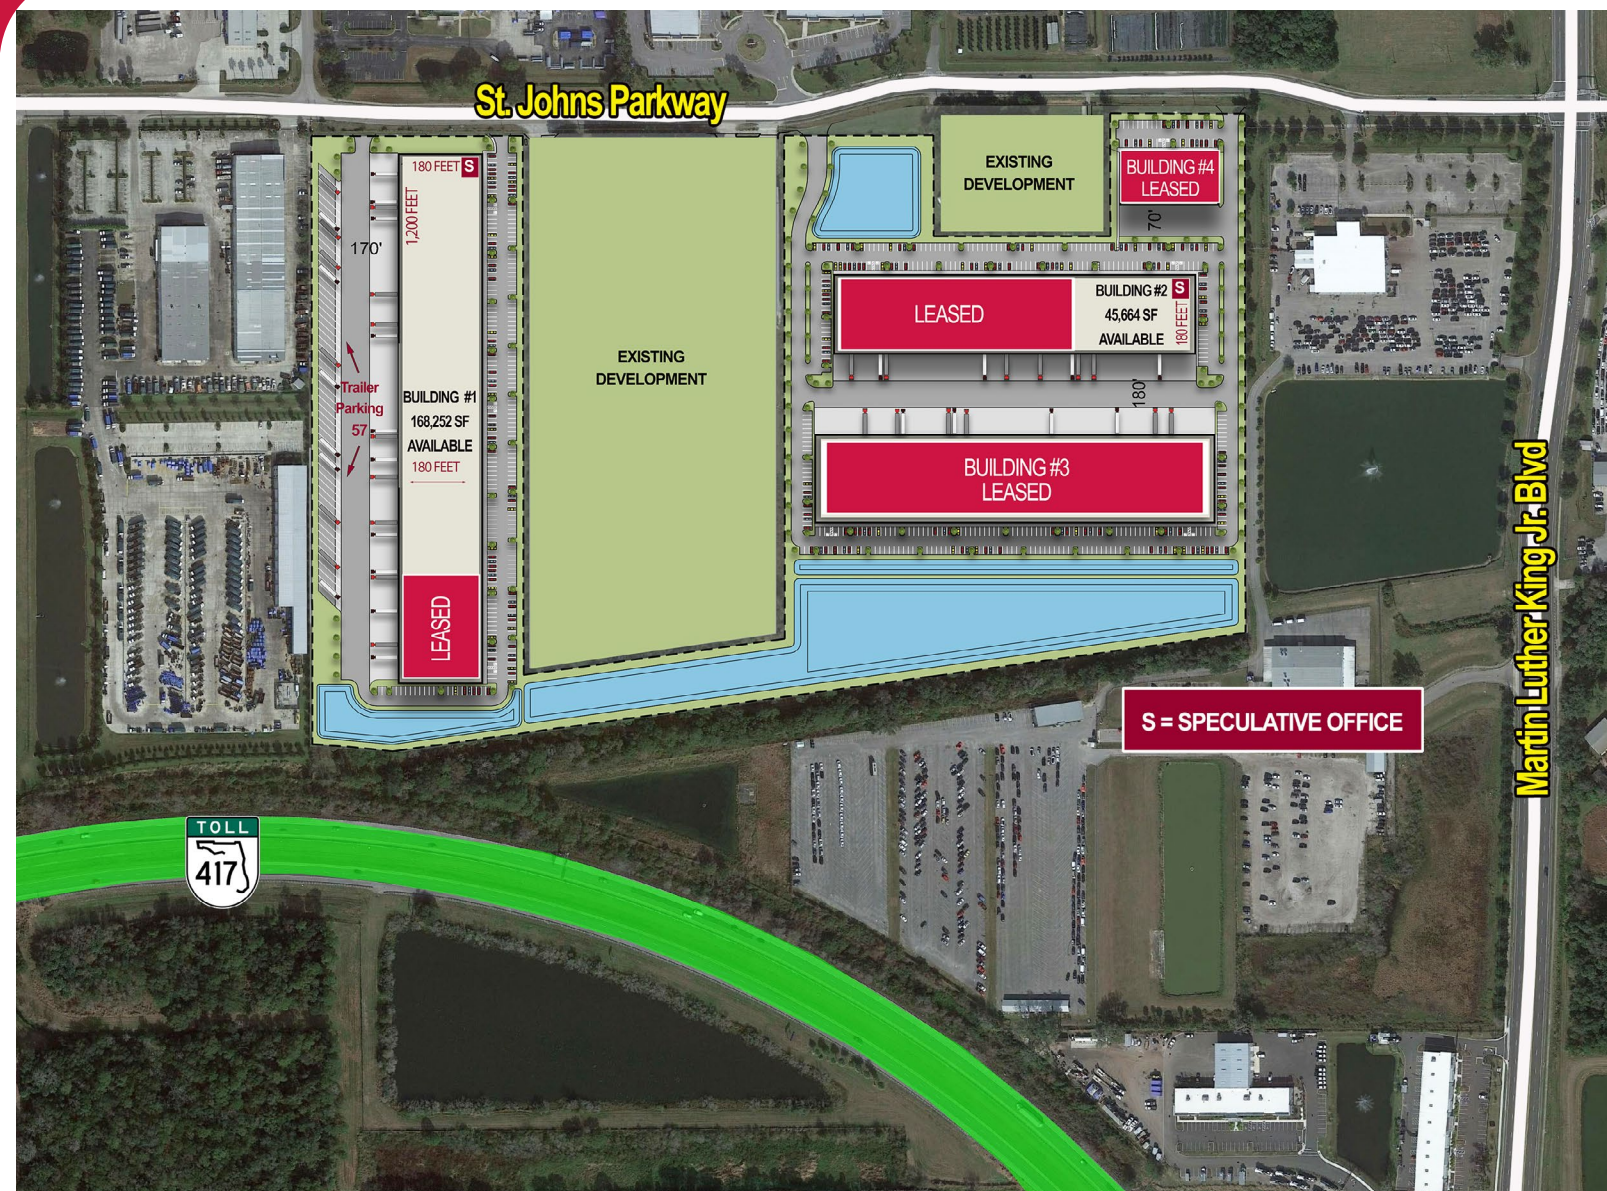 St. Johns Parkway
180 FEET S
1,200 FEET
170'
Trailer
Parking
57
BUILDING #1
168,252 SF
AVAILABLE
180 FEET
LEASED
EXISTING
DEVELOPMENT
EXISTING
DEVELOPMENT
BUILDING #4
LEASED
70'
LEASED
BUILDING #2 S
45,664 SF
AVAILABLE
180 FEET
180'
BUILDING #3
LEASED
Martin Luther King Jr. Blvd
S = SPECULATIVE OFFICE
TOLL
417